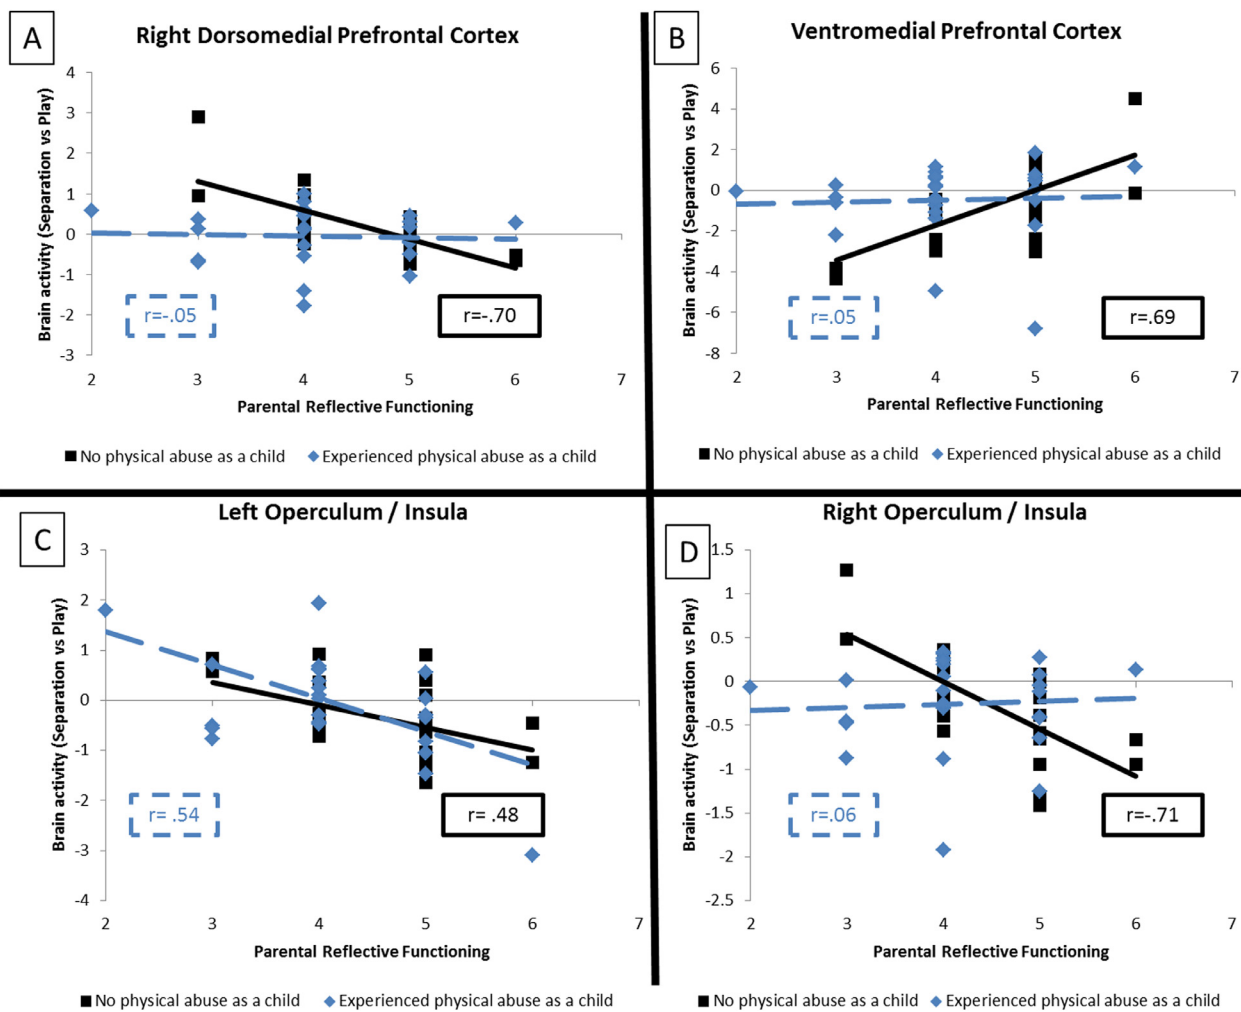 A
Right Dorsomedial Prefrontal Cortex
4
3
2
1
0
-1
-2
-3
Brain activity (Separation vs Play)
r=-.05
r=-.70
2 3 4 5 6 7
Parental Reflective Functioning
No physical abuse as a child Experienced physical abuse as a child
B
Ventromedial Prefrontal Cortex
6
4
2
0
-2
-4
-6
-8
Brain activity (Separation vs Play)
r=.05
r=.69
2 3 4 5 6 7
Parental Reflective Functioning
No physical abuse as a child Experienced physical abuse as a child
C
Left Operculum / Insula
3
2
1
0
-1
-2
-3
-4
Brain activity (Separation vs Play)
r= .54
r= .48
2 3 4 5 6 7
Parental Reflective Functioning
No physical abuse as a child Experienced physical abuse as a child
D
Right Operculum / Insula
1.5
1
0.5
0
-0.5
-1
-1.5
-2
-2.5
Brain activity (Separation vs Play)
r=.06
r=-.71
2 3 4 5 6 7
Parental Reflective Functioning
No physical abuse as a child Experienced physical abuse as a child